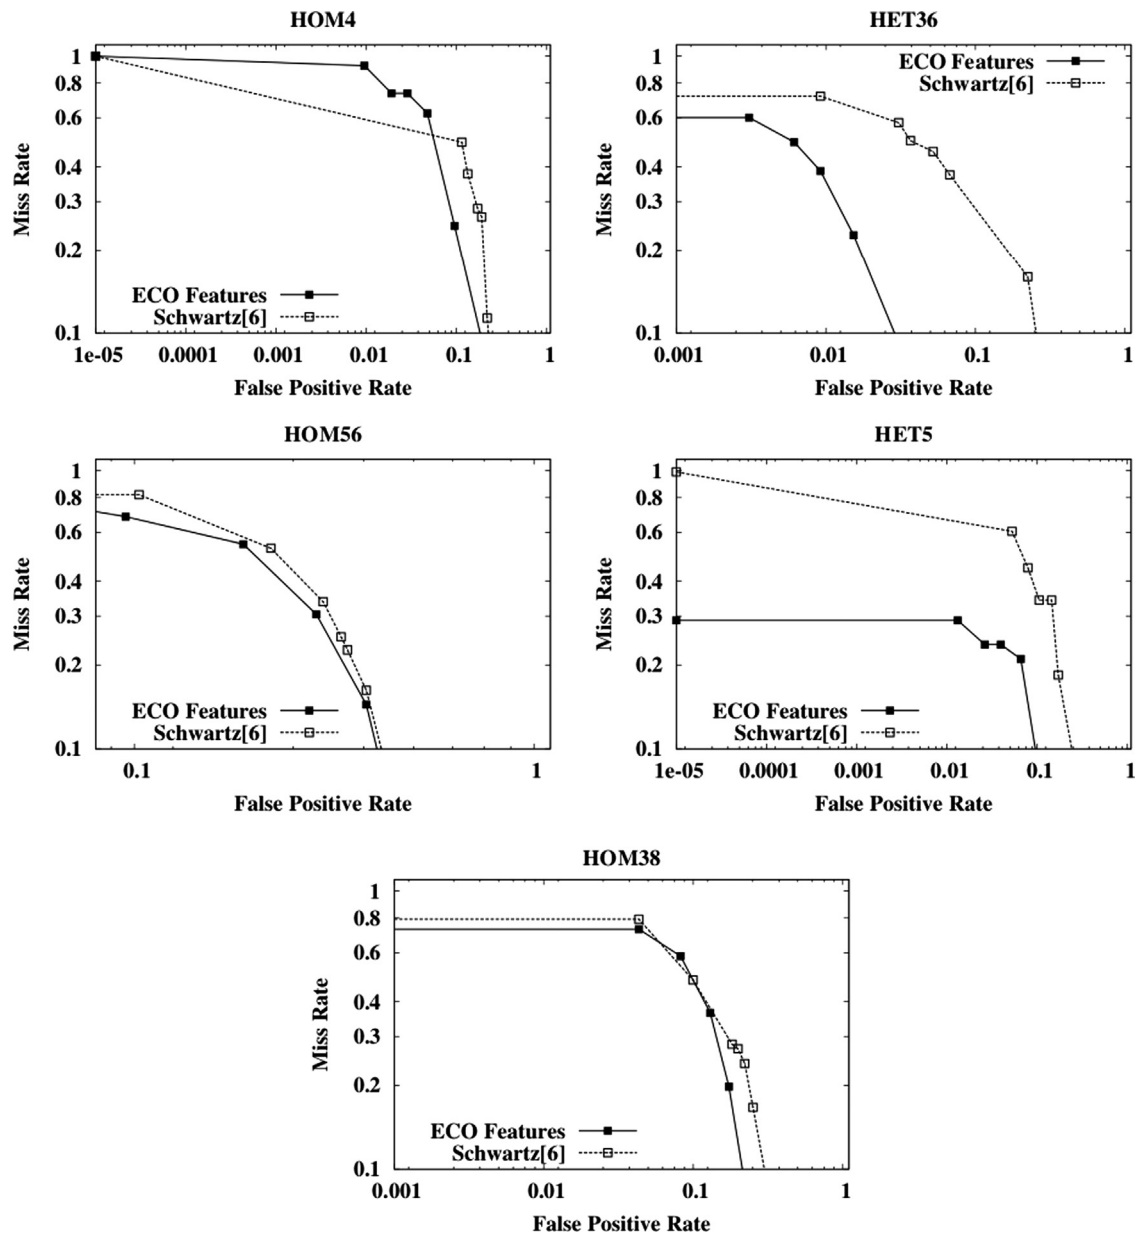 HOM4
1
0.8
0.6
0.4
0.3
0.2
0.1
Miss Rate
ECO Features
Schwartz[6]
1e-05 0.0001 0.001 0.01 0.1 1
False Positive Rate
HET36
1
0.8
0.6
0.4
0.3
0.2
0.1
Miss Rate
ECO Features
Schwartz[6]
0.001 0.01 0.1 1
False Positive Rate
HOM56
1
0.8
0.6
0.4
0.3
0.2
0.1
Miss Rate
ECO Features
Schwartz[6]
0.1 1
False Positive Rate
HET5
1
0.8
0.6
0.4
0.3
0.2
0.1
Miss Rate
ECO Features
Schwartz[6]
1e-05 0.0001 0.001 0.01 0.1 1
False Positive Rate
HOM38
1
0.8
0.6
0.4
0.3
0.2
0.1
Miss Rate
ECO Features
Schwartz[6]
0.001 0.01 0.1 1
False Positive Rate